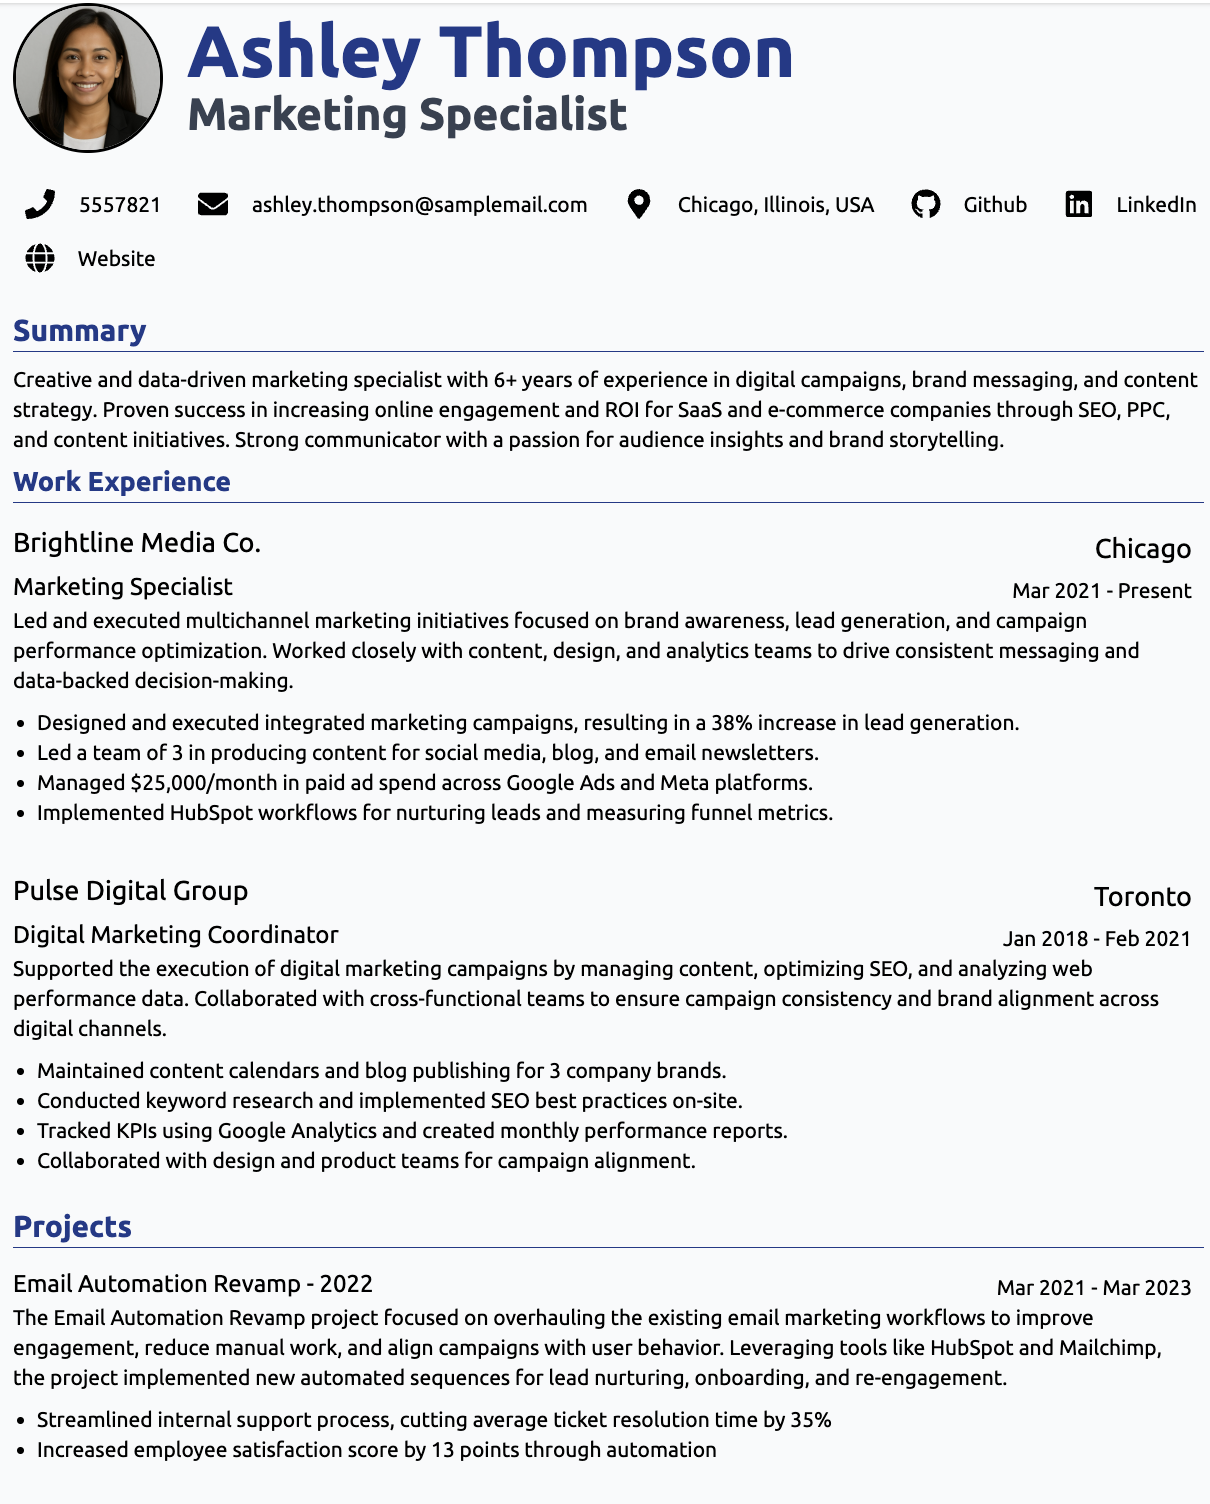 Ashley Thompson
Marketing Specialist
5557821 ashley.thompson@samplemail.com Chicago, Illinois, USA Github LinkedIn
Website
Summary
Creative and data-driven marketing specialist with 6+ years of experience in digital campaigns, brand messaging, and content
strategy. Proven success in increasing online engagement and ROI for SaaS and e-commerce companies through SEO, PPC,
and content initiatives. Strong communicator with a passion for audience insights and brand storytelling.
Work Experience
Brightline Media Co. Chicago
Marketing Specialist Mar 2021 - Present
Led and executed multichannel marketing initiatives focused on brand awareness, lead generation, and campaign
performance optimization. Worked closely with content, design, and analytics teams to drive consistent messaging and
data-backed decision-making.
• Designed and executed integrated marketing campaigns, resulting in a 38% increase in lead generation.
• Led a team of 3 in producing content for social media, blog, and email newsletters.
• Managed $25,000/month in paid ad spend across Google Ads and Meta platforms.
• Implemented HubSpot workflows for nurturing leads and measuring funnel metrics.
Pulse Digital Group Toronto
Digital Marketing Coordinator Jan 2018 - Feb 2021
Supported the execution of digital marketing campaigns by managing content, optimizing SEO, and analyzing web
performance data. Collaborated with cross-functional teams to ensure campaign consistency and brand alignment across
digital channels.
• Maintained content calendars and blog publishing for 3 company brands.
• Conducted keyword research and implemented SEO best practices on-site.
• Tracked KPIs using Google Analytics and created monthly performance reports.
• Collaborated with design and product teams for campaign alignment.
Projects
Email Automation Revamp - 2022 Mar 2021 - Mar 2023
The Email Automation Revamp project focused on overhauling the existing email marketing workflows to improve
engagement, reduce manual work, and align campaigns with user behavior. Leveraging tools like HubSpot and Mailchimp,
the project implemented new automated sequences for lead nurturing, onboarding, and re-engagement.
• Streamlined internal support process, cutting average ticket resolution time by 35%
• Increased employee satisfaction score by 13 points through automation